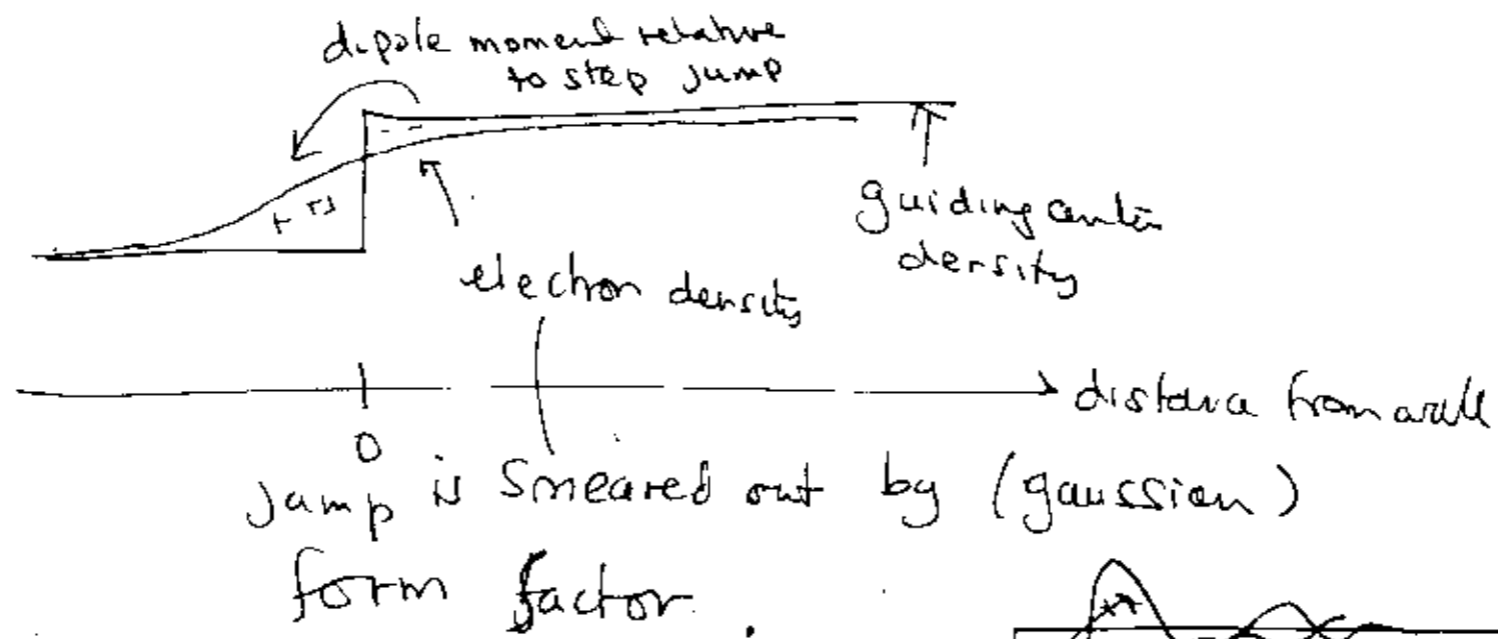 dipole moment relative
to step jump
guiding center
density
electron density
distance from wall
0
jump is smeared out by (gaussian)
form factor.